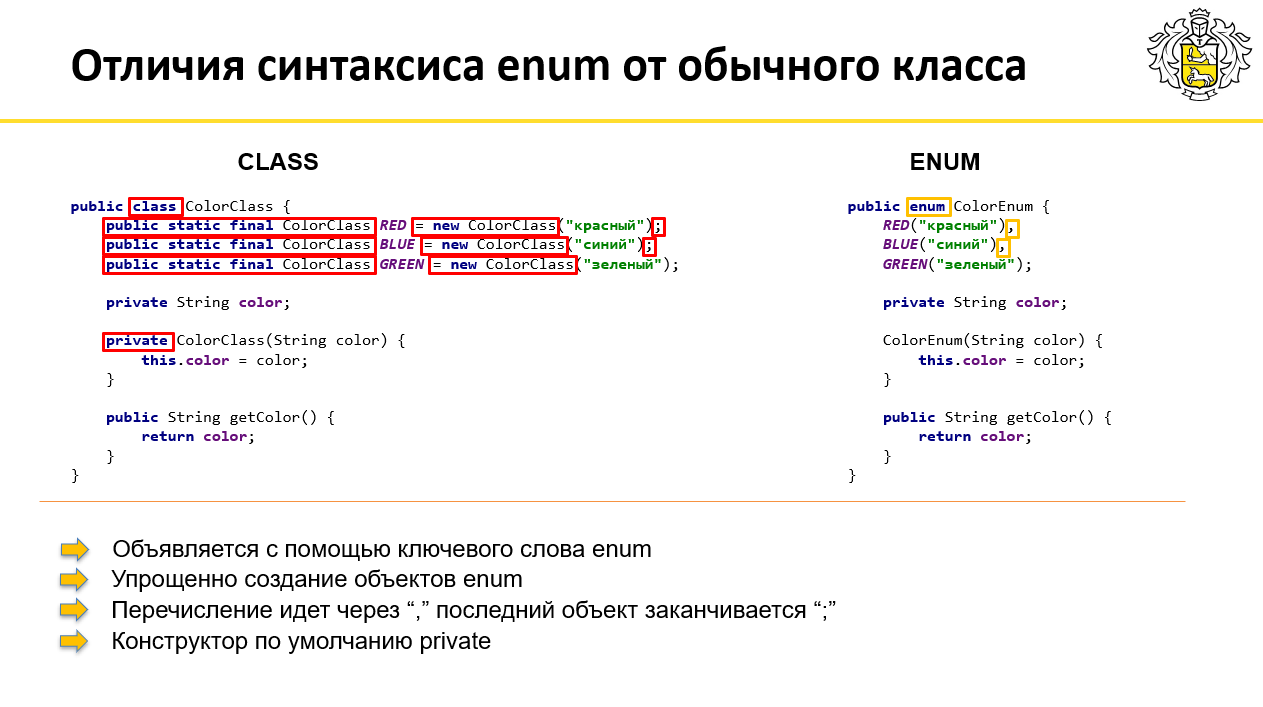 Отличия синтаксиса enum от обычного класса
CLASS
public class ColorClass {
public static final ColorClass RED = new ColorClass("красный");
public static final ColorClass BLUE = new ColorClass("синий");
public static final ColorClass GREEN = new ColorClass("зеленый");
private String color;
private ColorClass(String color) {
this.color = color;
}
public String getColor() {
return color;
}
}
ENUM
public enum ColorEnum {
RED("красный"),
BLUE("синий"),
GREEN("зеленый");
private String color;
ColorEnum(String color) {
this.color = color;
}
public String getColor() {
return color;
}
}
Объявляется с помощью ключевого слова enum
Упрощенно создание объектов enum
Перечисление идет через “,” последний объект заканчивается “;”
Конструктор по умолчанию private